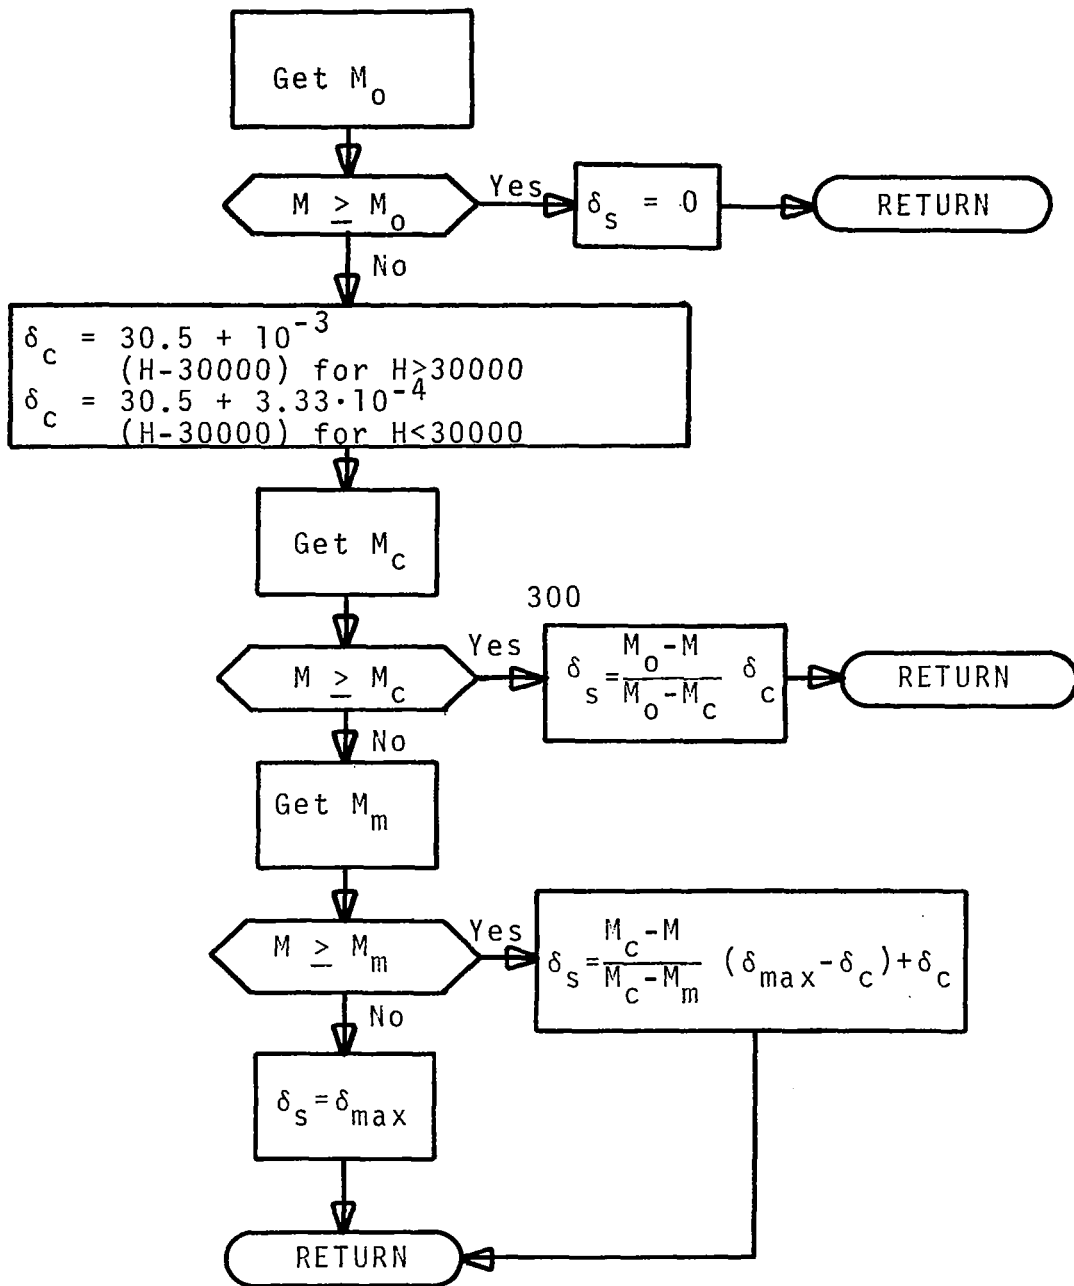 Get M_o
M ≥ M_o
Yes
δ_s = 0
RETURN
No
δ_c = 30.5 + 10^-3
(H-30000) for H≥30000
δ_c = 30.5 + 3.33·10^-4
(H-30000) for H<30000
Get M_c
300
M ≥ M_c
Yes
δ_s = (M_o-M)/(M_o-M_c) δ_c
RETURN
No
Get M_m
M ≥ M_m
Yes
δ_s = (M_c-M)/(M_c-M_m) (δ_max-δ_c)+δ_c
No
δ_s=δ_max
RETURN